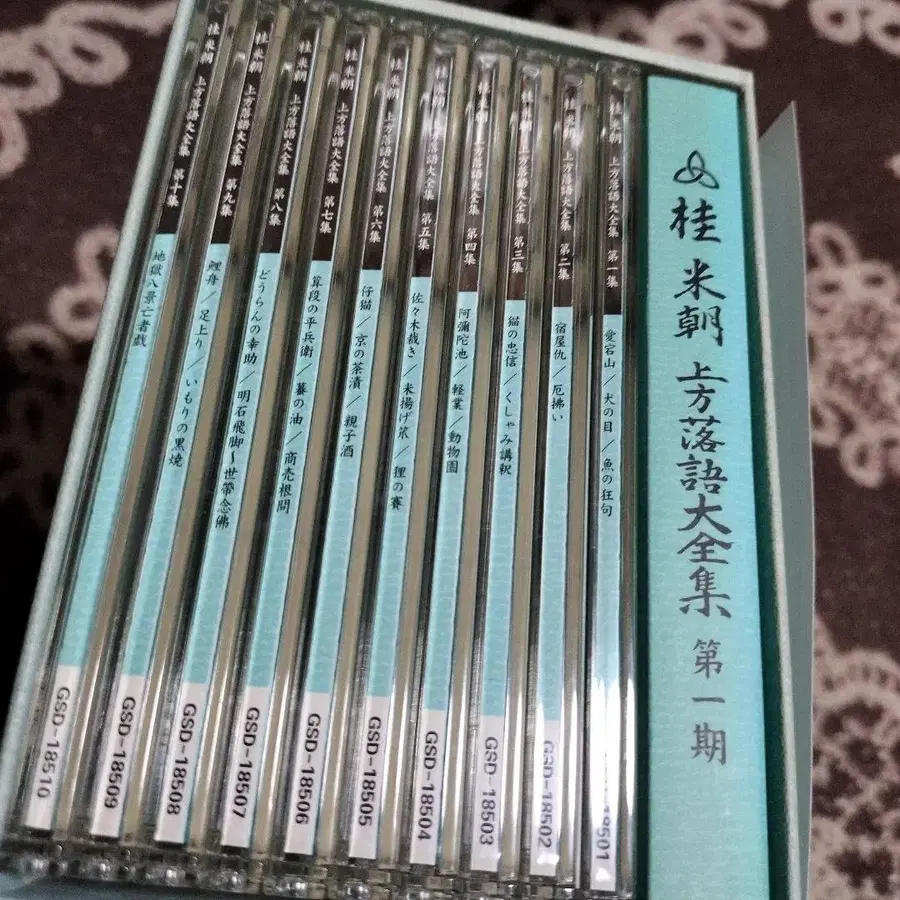 桂米朝 上方落語大全集 第一期
桂米朝 上方落語大全集 第一集 愛宕山/犬の目/魚の狂句 18501
桂米朝 上方落語大全集 第二集 宿屋仇/厄拂い GSD-18502
桂米朝 上方落語大全集 第三集 猫の忠信/くしゃみ講釈 GSD-18503
桂米朝 上方落語大全集 第四集 阿彌陀池/軽業/動物園 GSD-18504
桂米朝 上方落語大全集 第五集 佐々木裁き/米揚げ笊/狸の賽 GSD-18505
桂米朝 上方落語大全集 第六集 仔猫/京の茶漬/親子酒 GSD-18506
桂米朝 上方落語大全集 第七集 算段の平兵衛/蟇の油/商売根問 GSD-18507
桂米朝 上方落語大全集 第八集 どうらんの幸助/明石飛脚〜世帶念佛 GSD-18508
桂米朝 上方落語大全集 第九集 鯉舟/足上り/いもりの黒焼 GSD-18509
桂米朝 上方落語大全集 第十集 地獄八景亡者戯 GSD-18510